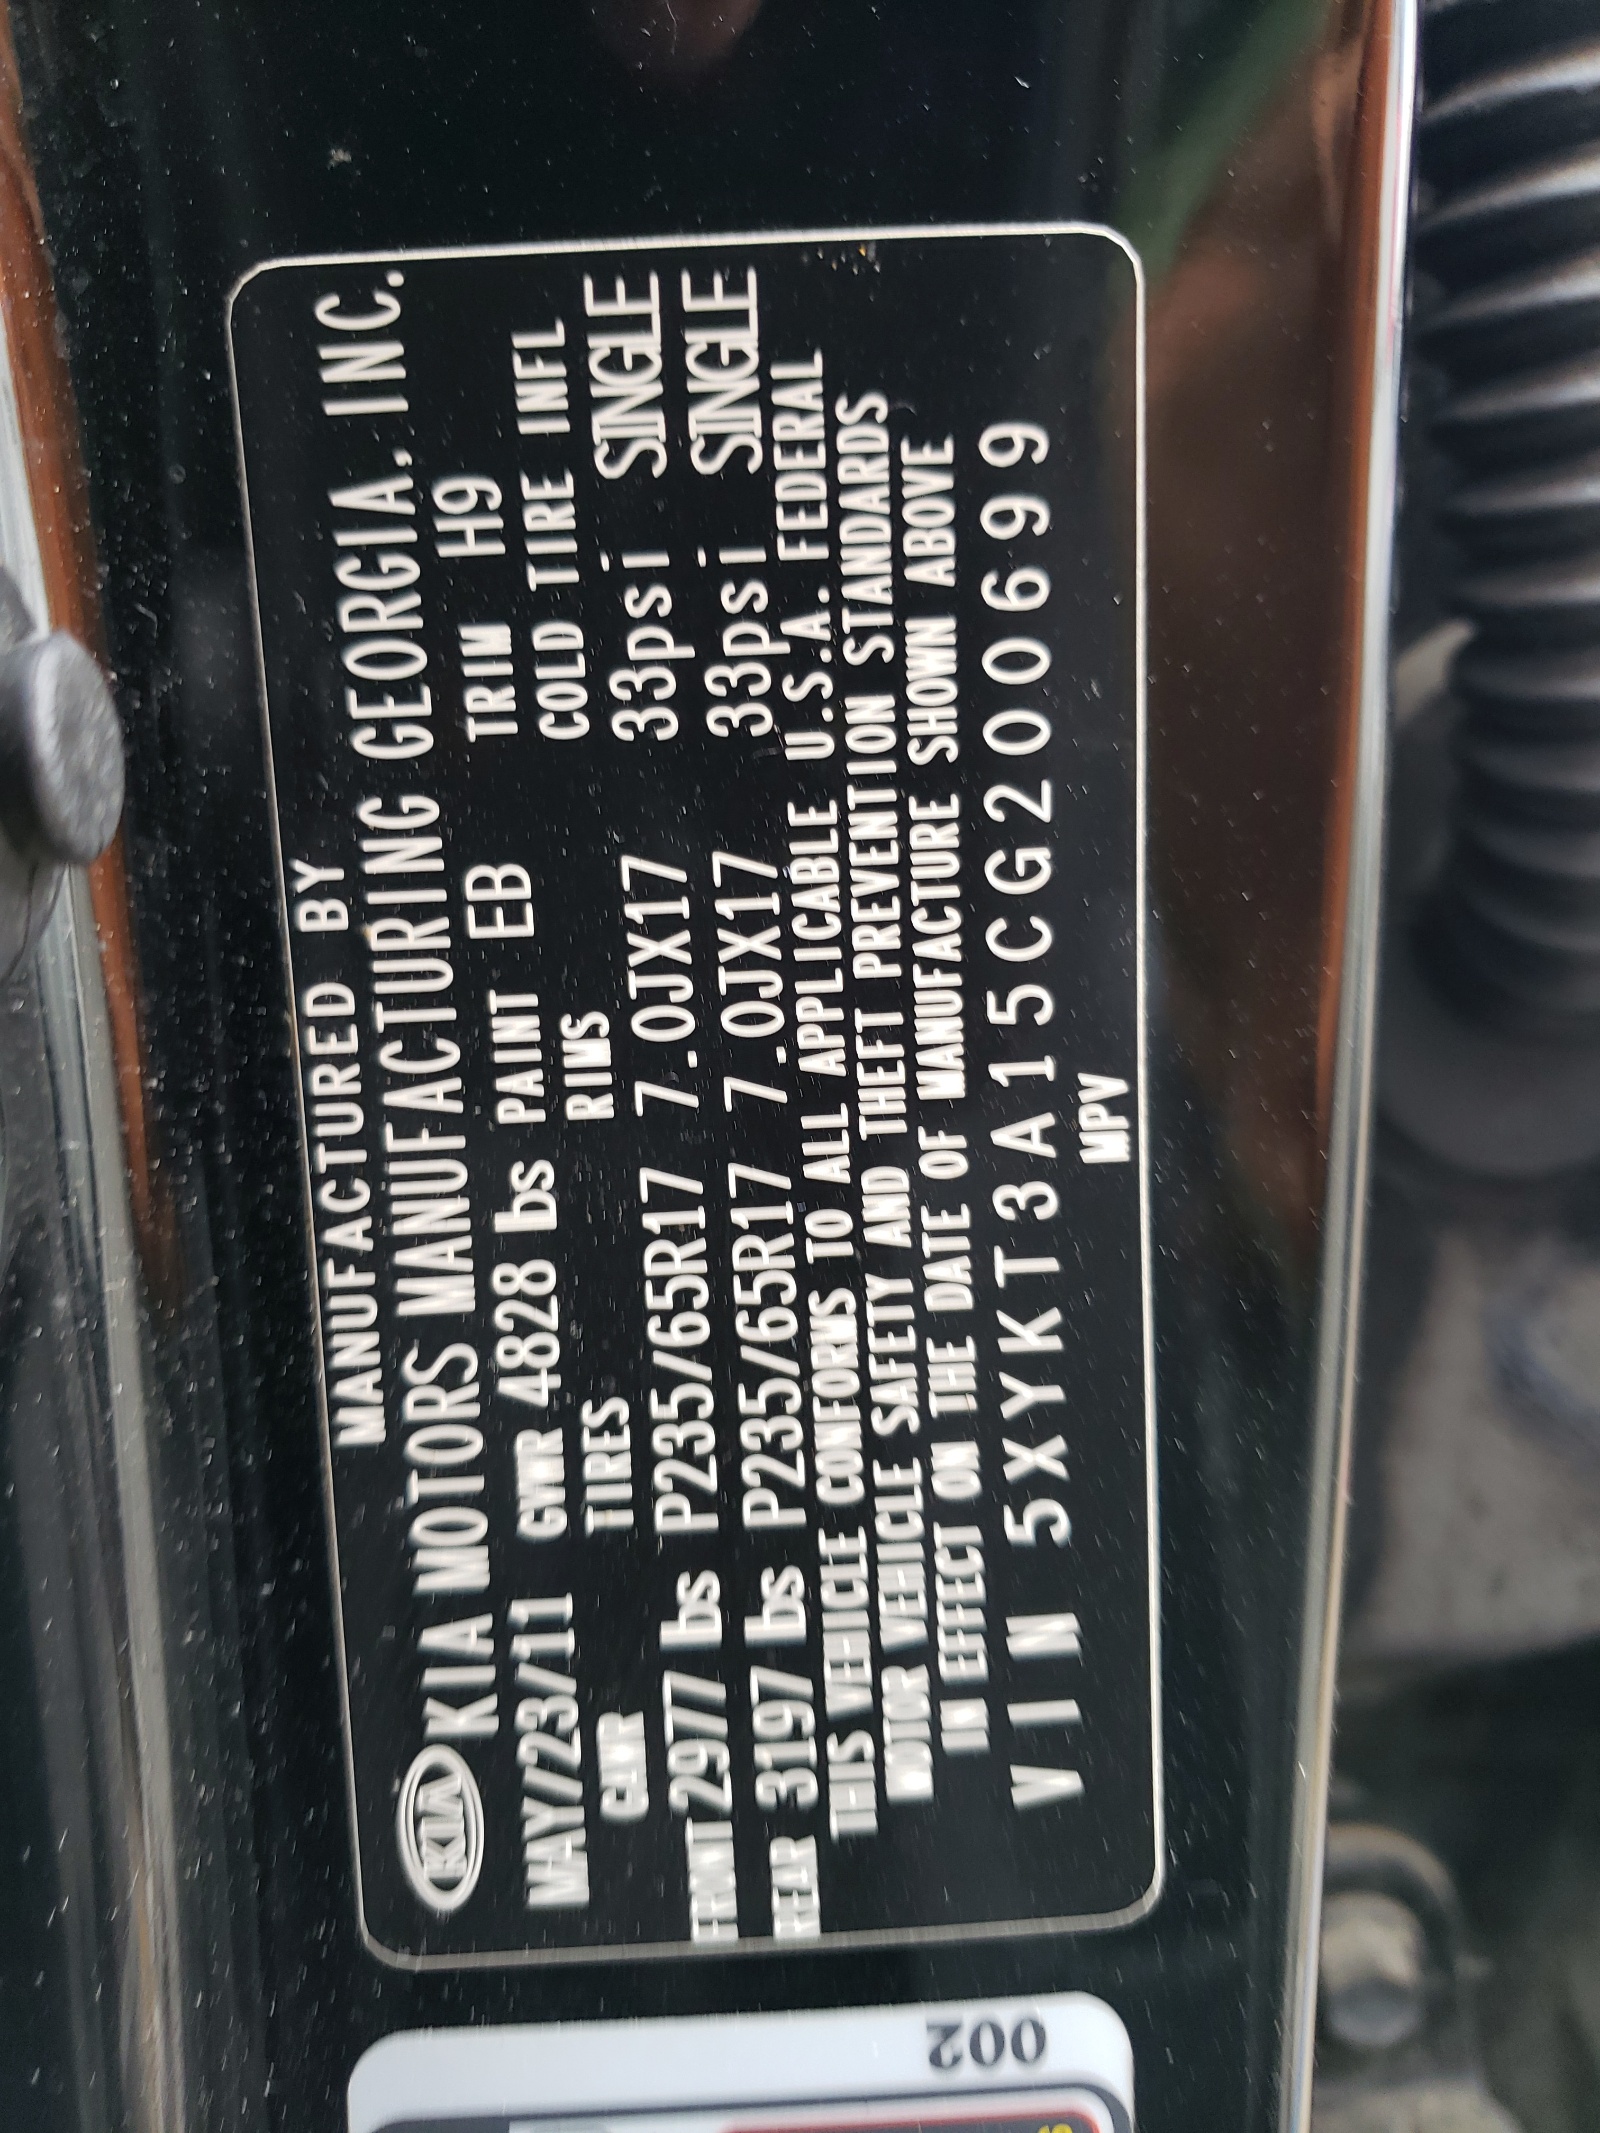 MANUFACTURED BY
KIA KIA MOTORS MANUFACTURING GEORGIA, INC.
MAY/23/11 GVWR 4828 lbs PAINT EB TRIM H9
GAWR TIRES RIMS COLD TIRE INFL
FRONT 2977 lbs P235/65R17 7.0JX17 33psi SINGLE
REAR 3197 lbs P235/65R17 7.0JX17 33psi SINGLE
THIS VEHICLE CONFORMS TO ALL APPLICABLE U.S.A. FEDERAL
MOTOR VEHICLE SAFETY AND THEFT PREVENTION STANDARDS
IN EFFECT ON THE DATE OF MANUFACTURE SHOWN ABOVE
VIN 5XYKT3A15CG200699
MPV
002